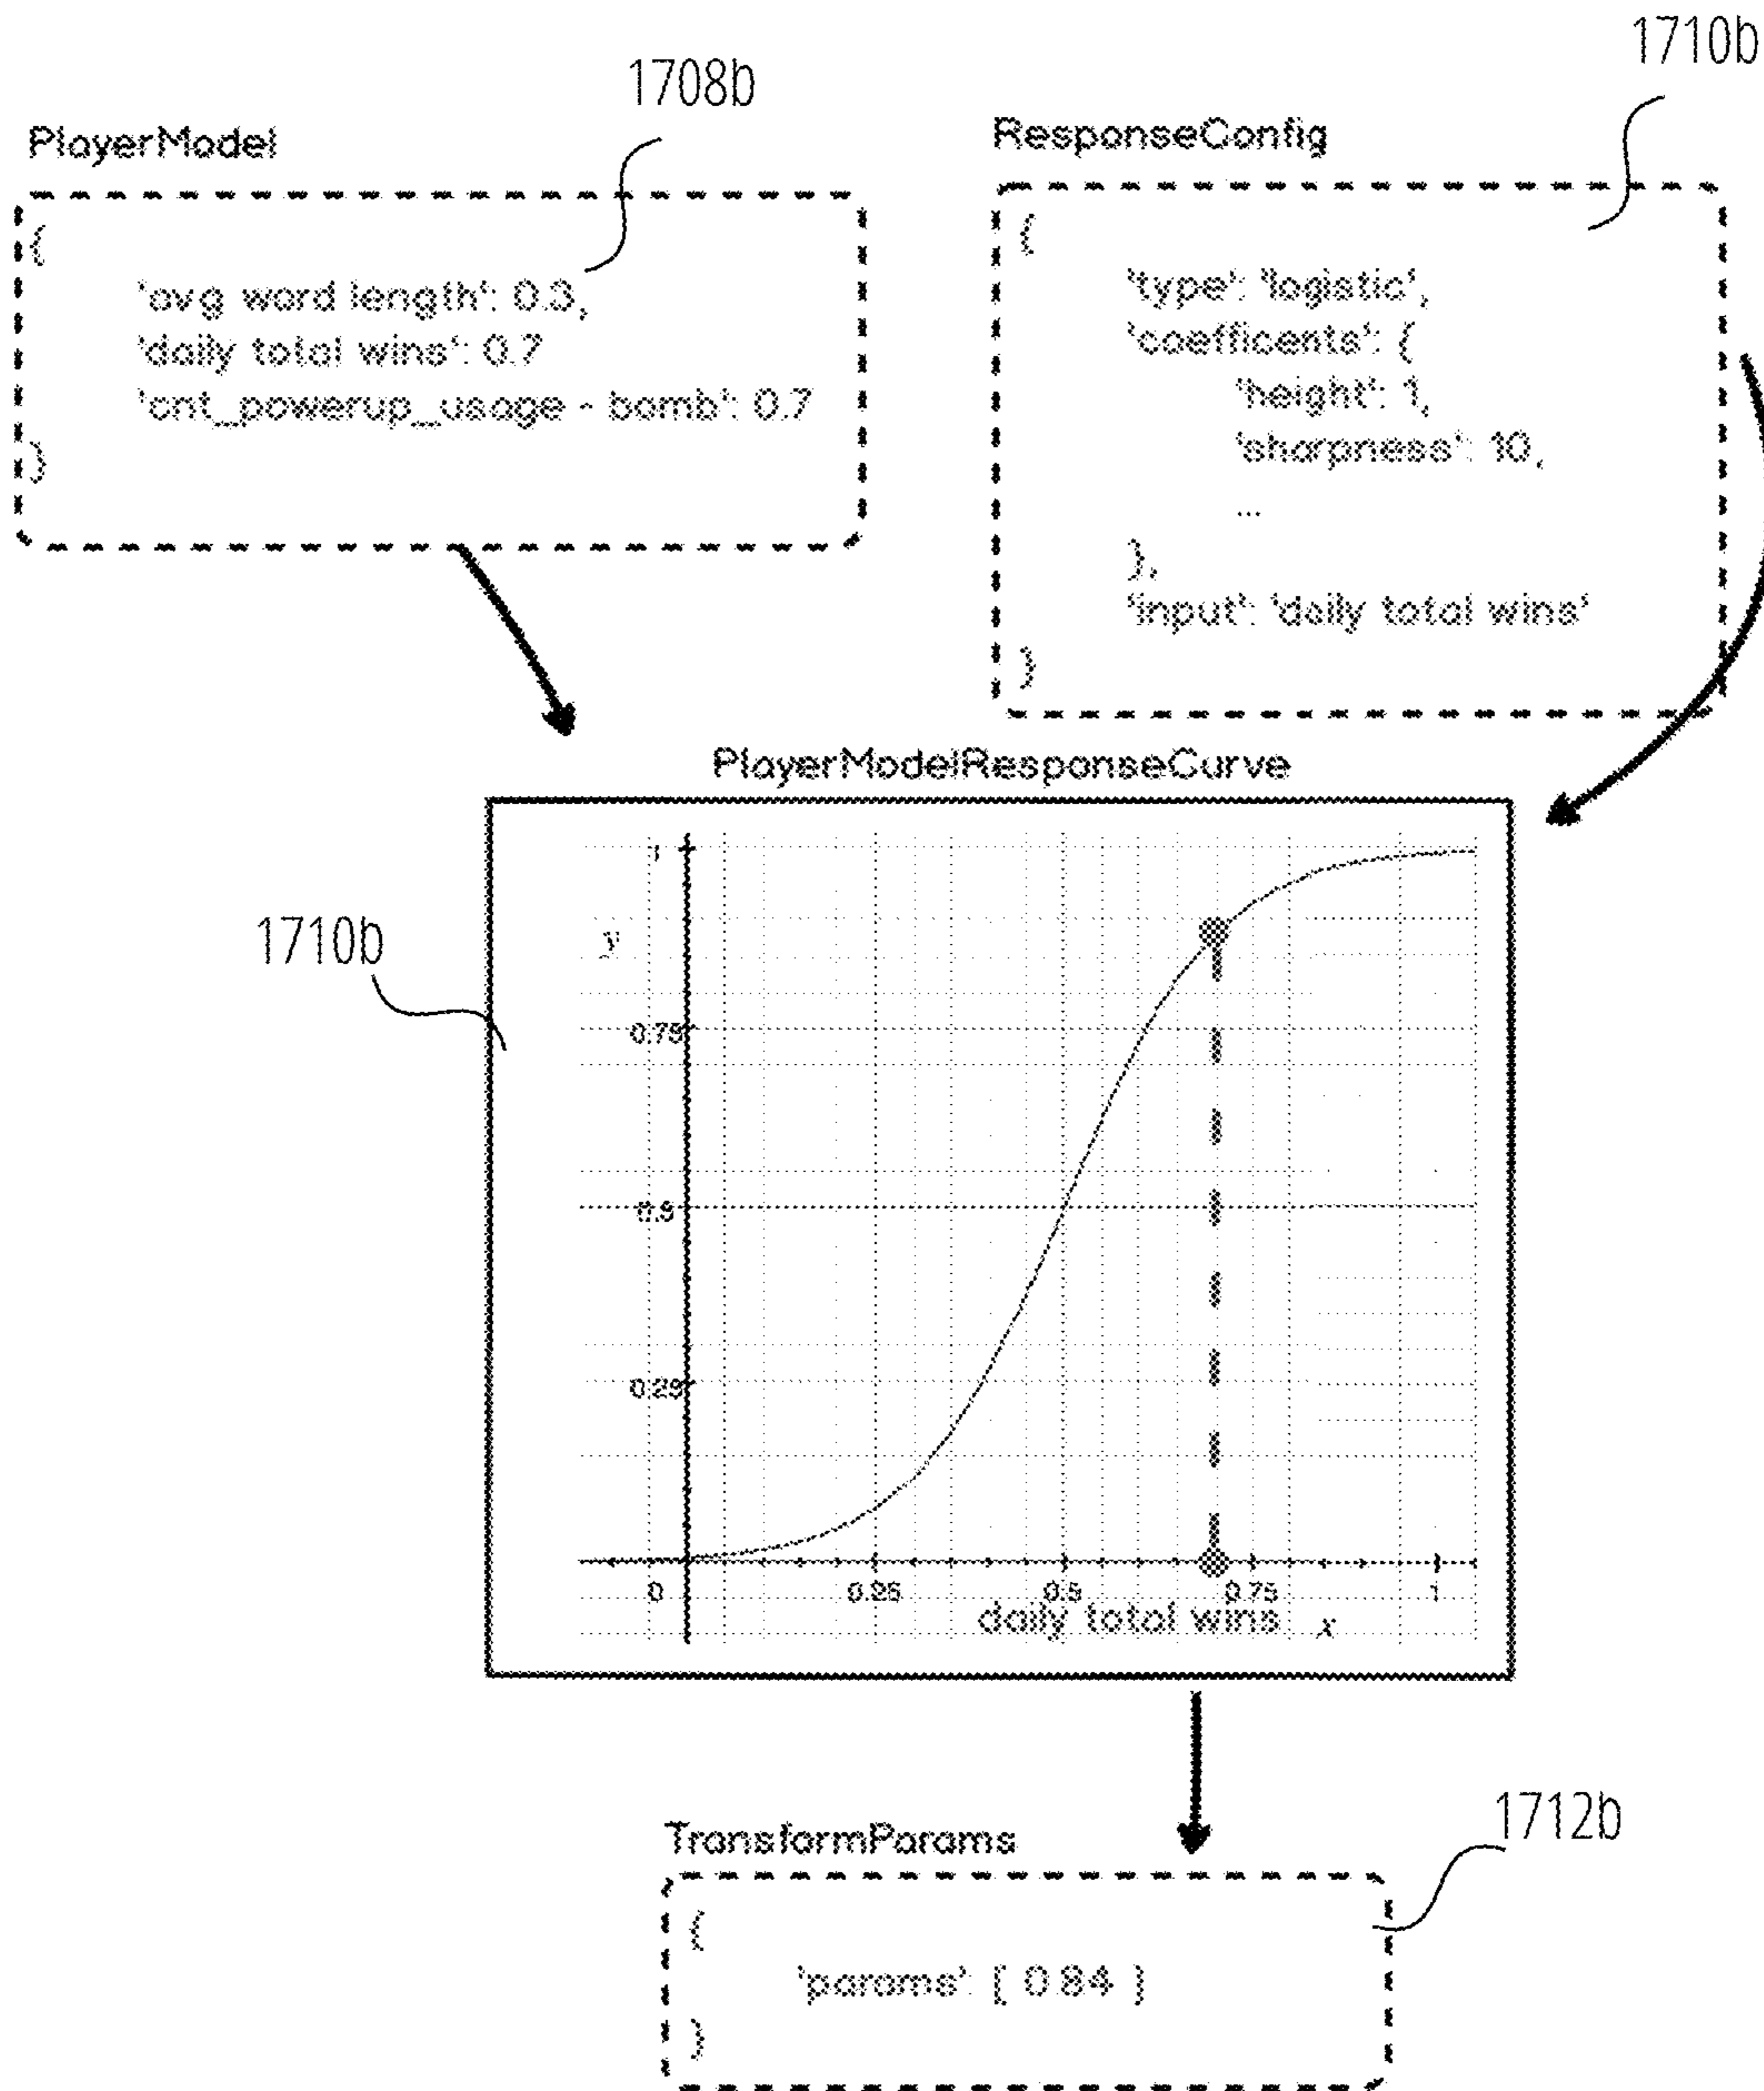 1710b
1708b
PlayerModel
ResponseConfig
{
'avg word length': 0.3,
'daily total wins': 0.7
'cnt_powerup_usage - bomb': 0.7
}
{
'type': 'logistic',
'coefficents': {
'height': 1,
'sharpness': 10,
...
},
'input': 'daily total wins'
}
PlayerModelResponseCurve
1710b
1
y
0.75
0.5
0.25
0 0.25 0.5 0.75 1
daily total wins x
TransformParams
1712b
{
'params': [ 0.84 ]
}